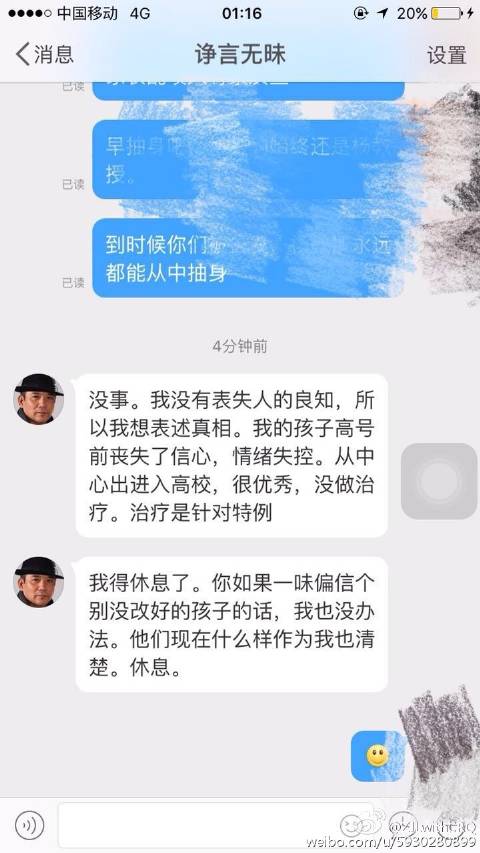 中国移动 4G 01:16 20%
消息 诤言无昧 设置
已读
早抽身 始终还是杨教
授。
已读
到时候你们 永远
都能从中抽身
已读
4分钟前
没事。我没有表失人的良知，所
以我想表述真相。我的孩子高号
前丧失了信心，情绪失控。从中
心出进入高校，很优秀，没做治
疗。治疗是针对特例
我得休息了。你如果一味偏信个
别没改好的孩子的话，我也没办
法。他们现在什么样作为我也清
楚。休息。
weibo.com/u/5930280899